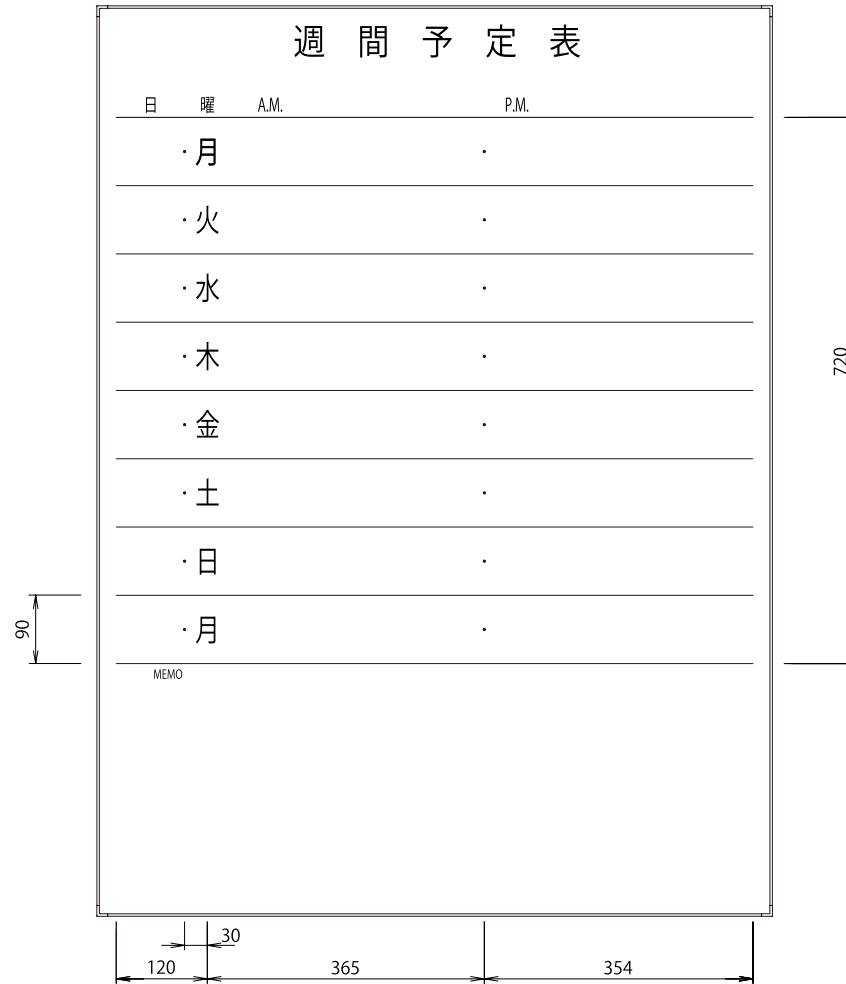 週間予定表
日 曜 A.M. P.M.
・月 ・
・火 ・
・水 ・
・木 ・
・金 ・
・土 ・
・日 ・
・月 ・
MEMO
720
90
30
120 365 354